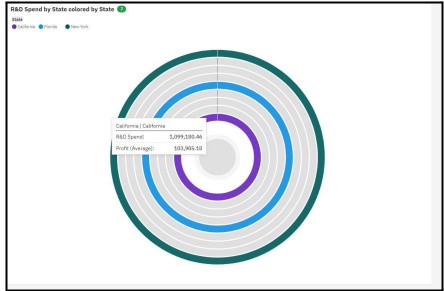 R&D Spend by State colored by State
State
California Florida New York
California | California
R&D Spend: 1,099,180.46
Profit (Average): 103,905.18